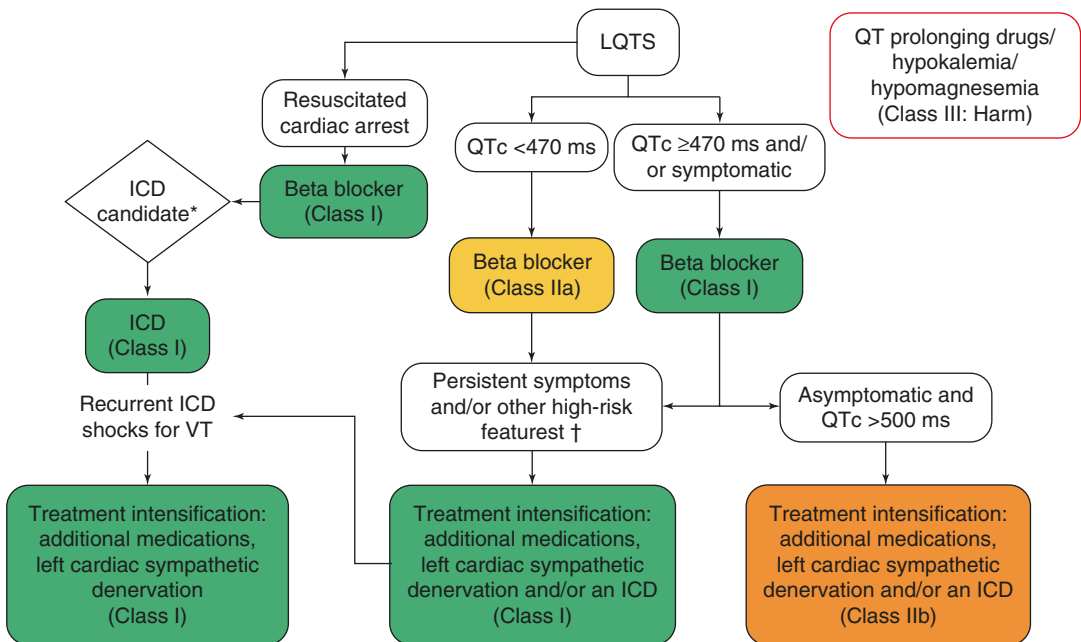 LQTS
QT prolonging drugs/
hypokalemia/
hypomagnesemia
(Class III: Harm)
Resuscitated
cardiac arrest
QTc <470 ms
QTc ≥470 ms and/
or symptomatic
ICD
candidate*
Beta blocker
(Class I)
Beta blocker
(Class IIa)
Beta blocker
(Class I)
ICD
(Class I)
Persistent symptoms
and/or other high-risk
featurest †
Asymptomatic and
QTc >500 ms
Recurrent ICD
shocks for VT
Treatment intensification:
additional medications,
left cardiac sympathetic
denervation
(Class I)
Treatment intensification:
additional medications,
left cardiac sympathetic
denervation and/or an ICD
(Class I)
Treatment intensification:
additional medications,
left cardiac sympathetic
denervation and/or an ICD
(Class IIb)